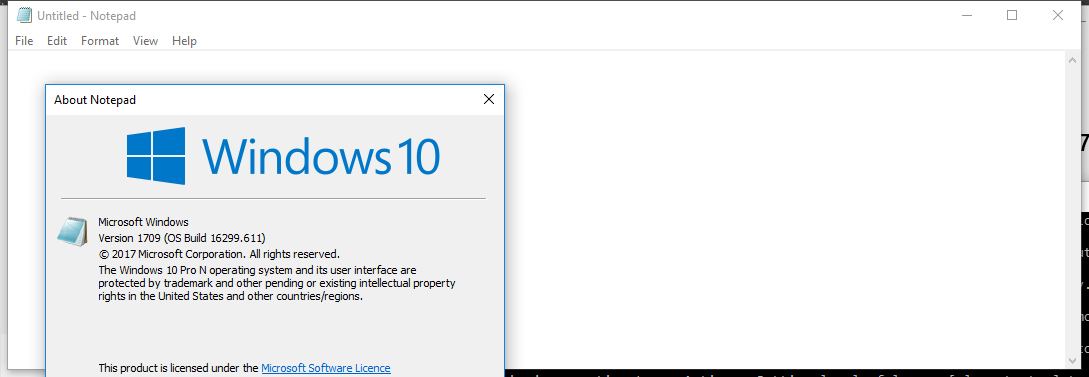 Untitled - Notepad
File Edit Format View Help
About Notepad
Windows 10
Microsoft Windows
Version 1709 (OS Build 16299.611)
© 2017 Microsoft Corporation. All rights reserved.
The Windows 10 Pro N operating system and its user interface are
protected by trademark and other pending or existing intellectual property
rights in the United States and other countries/regions.
This product is licensed under the Microsoft Software Licence